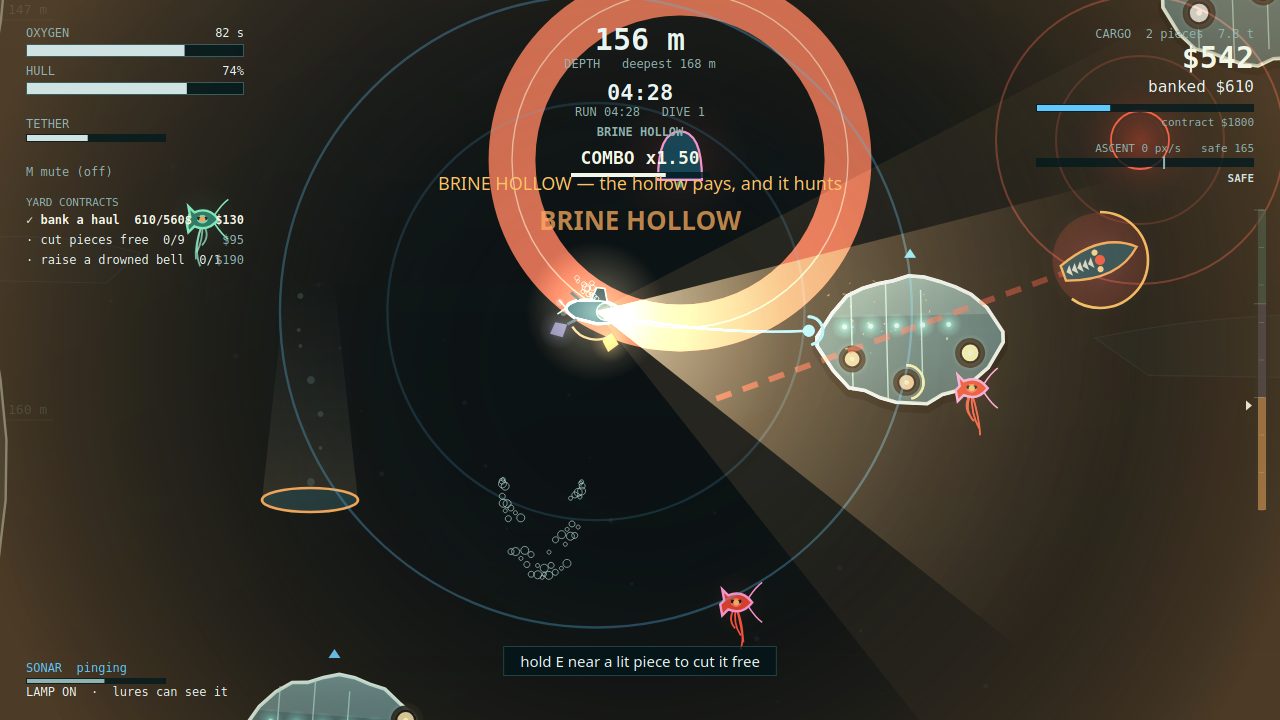 147 m
OXYGEN 82 s
HULL 74%
TETHER
M mute (off)
YARD CONTRACTS
✓ bank a haul 610/560$ $130
· cut pieces free 0/9 $95
· raise a drowned bell 0/1 $190
160 m
SONAR pinging
LAMP ON · lures can see it
156 m
DEPTH deepest 168 m
04:28
RUN 04:28 DIVE 1
BRINE HOLLOW
COMBO x1.50
BRINE HOLLOW — the hollow pays, and it hunts
BRINE HOLLOW
hold E near a lit piece to cut it free
CARGO 2 pieces 7.8 t
$542
banked $610
contract $1800
ASCENT 0 px/s safe 165
SAFE